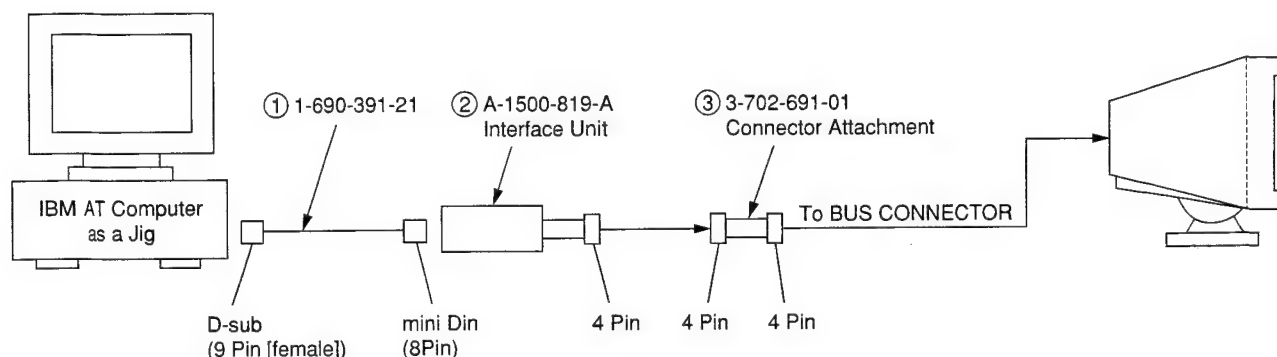 ① 1-690-391-21
② A-1500-819-A
Interface Unit
③ 3-702-691-01
Connector Attachment
IBM AT Computer
as a Jig
To BUS CONNECTOR
D-sub
(9 Pin [female])
mini Din
(8Pin)
4 Pin
4 Pin
4 Pin